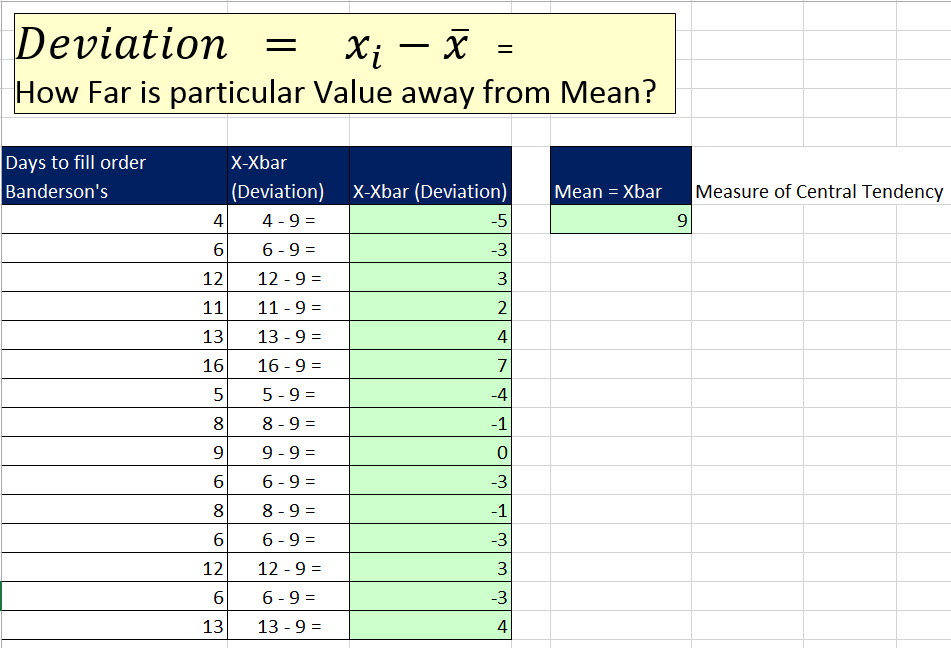 Deviation = xᵢ − x̄ =
How Far is particular Value away from Mean?
Days to fill order Banderson's X-Xbar (Deviation) X-Xbar (Deviation) Mean = Xbar Measure of Central Tendency
4 4 - 9 = -5 9
6 6 - 9 = -3
12 12 - 9 = 3
11 11 - 9 = 2
13 13 - 9 = 4
16 16 - 9 = 7
5 5 - 9 = -4
8 8 - 9 = -1
9 9 - 9 = 0
6 6 - 9 = -3
8 8 - 9 = -1
6 6 - 9 = -3
12 12 - 9 = 3
6 6 - 9 = -3
13 13 - 9 = 4